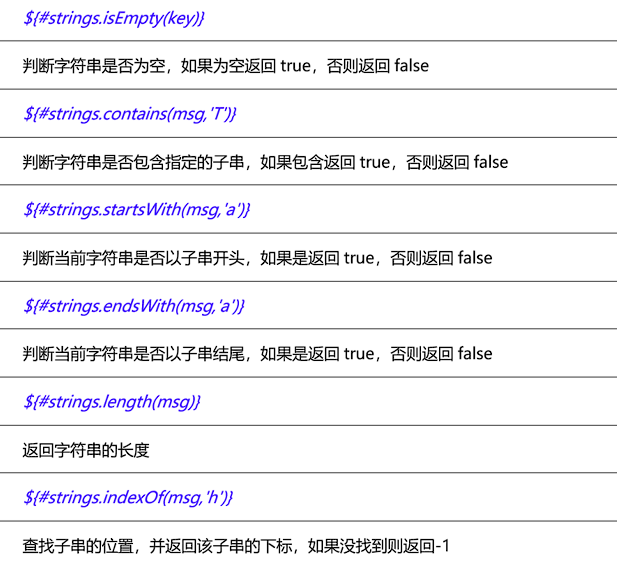 ${#strings.isEmpty(key)}
判断字符串是否为空，如果为空返回 true，否则返回 false
${#strings.contains(msg,'T')}
判断字符串是否包含指定的子串，如果包含返回 true，否则返回 false
${#strings.startsWith(msg,'a')}
判断当前字符串是否以子串开头，如果是返回 true，否则返回 false
${#strings.endsWith(msg,'a')}
判断当前字符串是否以子串结尾，如果是返回 true，否则返回 false
${#strings.length(msg)}
返回字符串的长度
${#strings.indexOf(msg,'h')}
查找子串的位置，并返回该子串的下标，如果没找到则返回-1